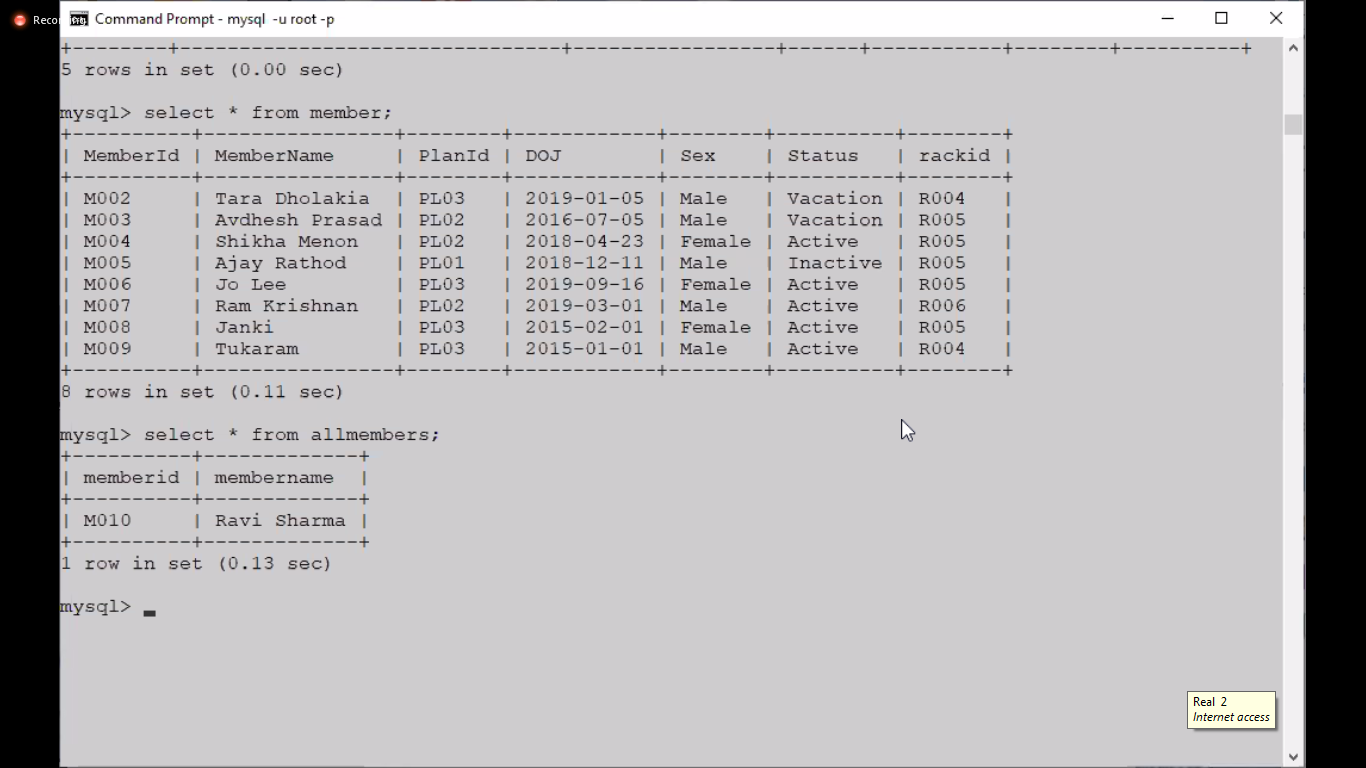 Command Prompt - mysql -u root -p
+---------+---------------------------------+------------------+------+------------+--------+----------+
5 rows in set (0.00 sec)
mysql> select * from member;
+----------+----------------+--------+------------+--------+----------+--------+
| MemberId | MemberName | PlanId | DOJ | Sex | Status | rackid |
+----------+----------------+--------+------------+--------+----------+--------+
| M002 | Tara Dholakia | PL03 | 2019-01-05 | Male | Vacation | R004 |
| M003 | Avdhesh Prasad | PL02 | 2016-07-05 | Male | Vacation | R005 |
| M004 | Shikha Menon | PL02 | 2018-04-23 | Female | Active | R005 |
| M005 | Ajay Rathod | PL01 | 2018-12-11 | Male | Inactive | R005 |
| M006 | Jo Lee | PL03 | 2019-09-16 | Female | Active | R005 |
| M007 | Ram Krishnan | PL02 | 2019-03-01 | Male | Active | R006 |
| M008 | Janki | PL03 | 2015-02-01 | Female | Active | R005 |
| M009 | Tukaram | PL03 | 2015-01-01 | Male | Active | R004 |
+----------+----------------+--------+------------+--------+----------+--------+
8 rows in set (0.11 sec)
mysql> select * from allmembers;
+----------+-------------+
| memberid | membername |
+----------+-------------+
| M010 | Ravi Sharma |
+----------+-------------+
1 row in set (0.13 sec)
mysql>
Real 2
Internet access